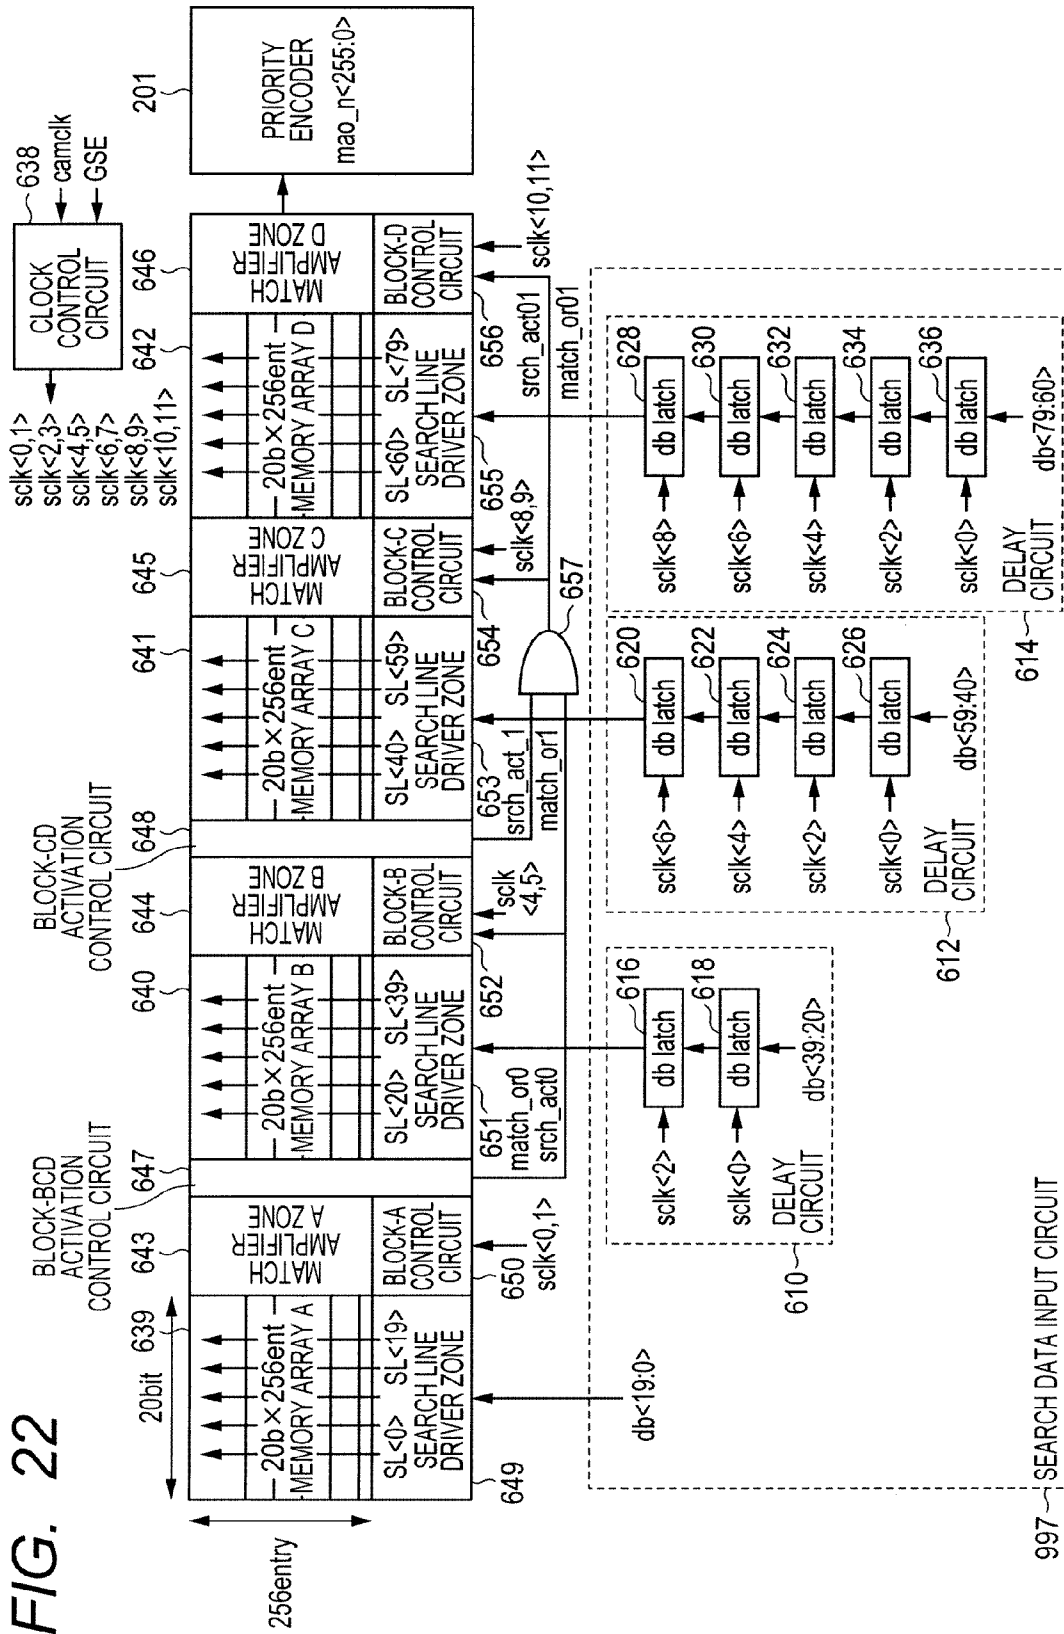 FIG. 22
256entry
20bit
639
20b×256ent
MEMORY ARRAY A
SL<0>
SL<19>
SEARCH LINE
DRIVER ZONE
649
BLOCK-BCD
ACTIVATION
CONTROL CIRCUIT
643
MATCH
AMPLIFIER
A ZONE
BLOCK-A
CONTROL
CIRCUIT
650
sclk<0,1>
647
match_or0
srch_act0
640
20b×256ent
MEMORY ARRAY B
SL<20>
SL<39>
SEARCH LINE
DRIVER ZONE
651
BLOCK-CD
ACTIVATION
CONTROL CIRCUIT
644
MATCH
AMPLIFIER
B ZONE
BLOCK-B
CONTROL
CIRCUIT
652
sclk
<4,5>
648
srch_act_1
match_or1
641
20b×256ent
MEMORY ARRAY C
SL<40>
SL<59>
SEARCH LINE
DRIVER ZONE
653
645
MATCH
AMPLIFIER
C ZONE
BLOCK-C
CONTROL
CIRCUIT
654
sclk<8,9>
657
642
20b×256ent
MEMORY ARRAY D
SL<60>
SL<79>
SEARCH LINE
DRIVER ZONE
655
646
MATCH
AMPLIFIER
D ZONE
BLOCK-D
CONTROL
CIRCUIT
656
sclk<10,11>
srch_act01
match_or01
sclk<0,1>
sclk<2,3>
sclk<4,5>
sclk<6,7>
sclk<8,9>
sclk<10,11>
CLOCK
CONTROL
CIRCUIT
638
camclk
GSE
201
PRIORITY
ENCODER
mao_n<255:0>
db<19:0>
616
sclk<2>
db latch
618
sclk<0>
db latch
db<39:20>
DELAY
CIRCUIT
610
620
sclk<6>
db latch
622
sclk<4>
db latch
624
sclk<2>
db latch
626
sclk<0>
db latch
db<59:40>
DELAY
CIRCUIT
612
628
sclk<8>
db latch
630
sclk<6>
db latch
632
sclk<4>
db latch
634
sclk<2>
db latch
636
sclk<0>
db latch
db<79:60>
DELAY
CIRCUIT
614
997
SEARCH DATA INPUT CIRCUIT